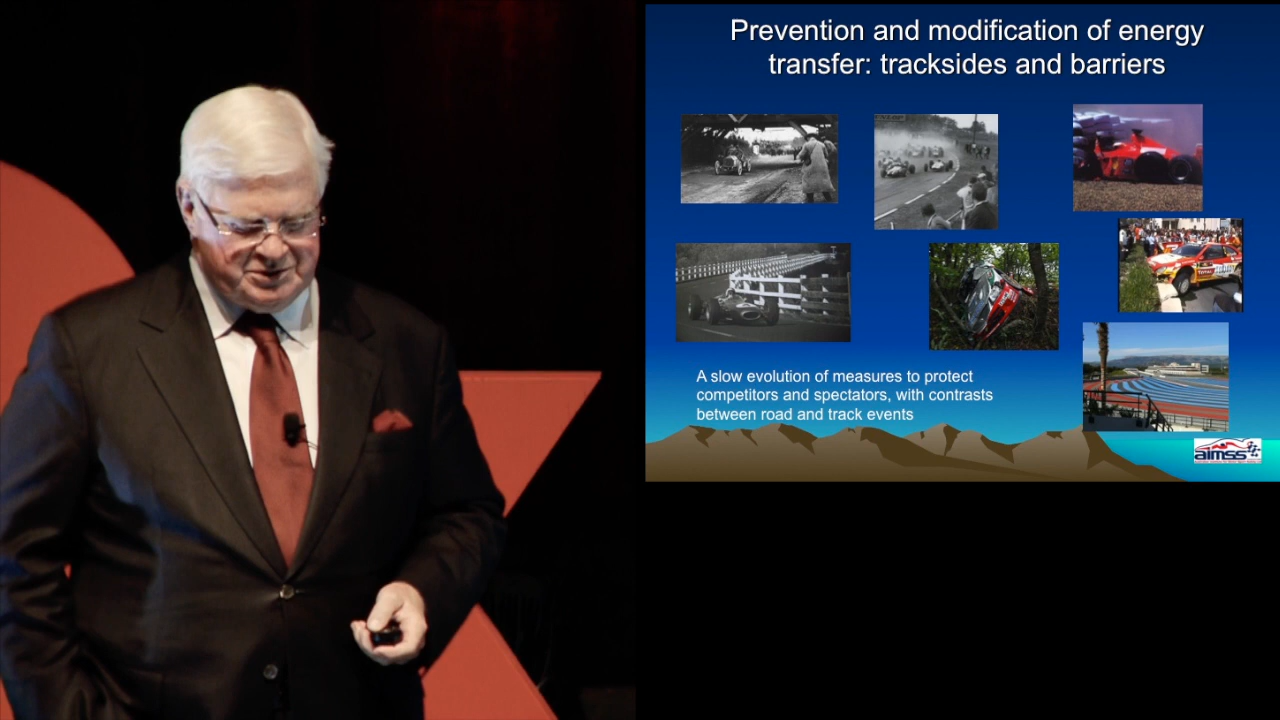 Prevention and modification of energy
transfer: tracksides and barriers
A slow evolution of measures to protect
competitors and spectators, with contrasts
between road and track events
aimss